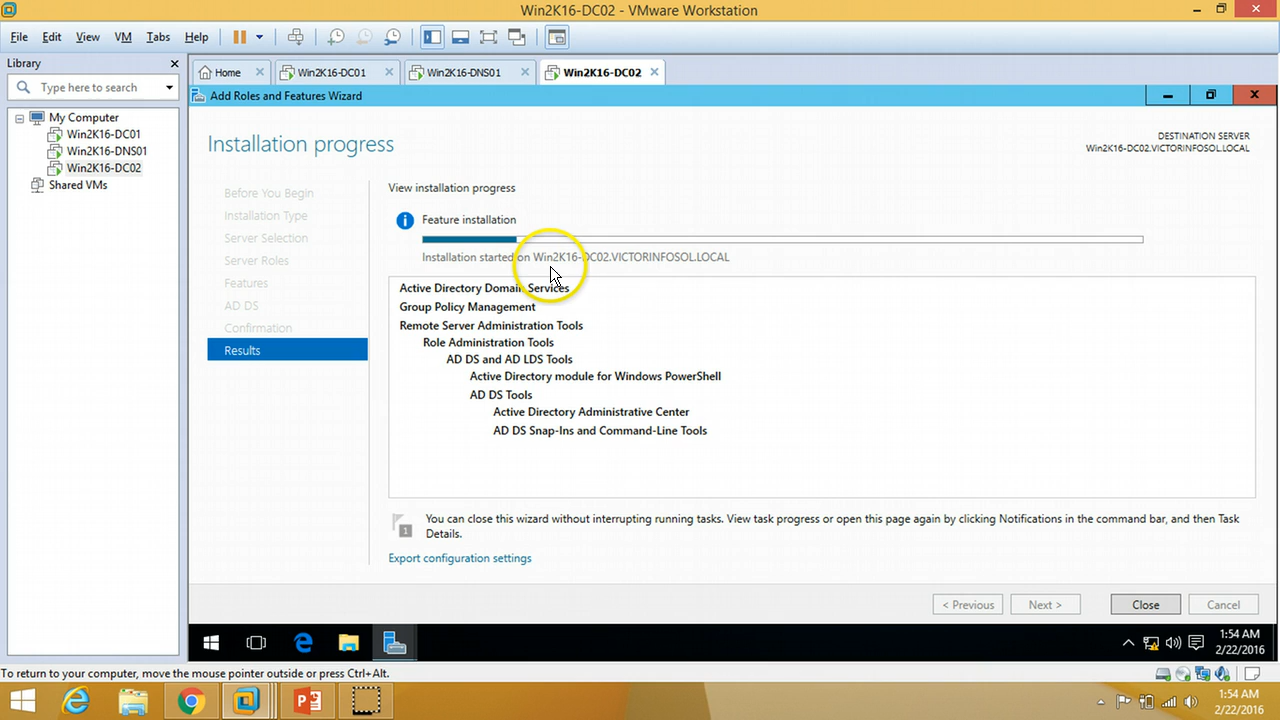 Win2K16-DC02 - VMware Workstation
File Edit View VM Tabs Help
Library
Type here to search
My Computer
Win2K16-DC01
Win2K16-DNS01
Win2K16-DC02
Shared VMs
Home Win2K16-DC01 Win2K16-DNS01 Win2K16-DC02
Add Roles and Features Wizard
Installation progress
DESTINATION SERVER
Win2K16-DC02.VICTORINFOSOL.LOCAL
Before You Begin
Installation Type
Server Selection
Server Roles
Features
AD DS
Confirmation
Results
View installation progress
Feature installation
Installation started on Win2K16-DC02.VICTORINFOSOL.LOCAL
Active Directory Domain Services
Group Policy Management
Remote Server Administration Tools
Role Administration Tools
AD DS and AD LDS Tools
Active Directory module for Windows PowerShell
AD DS Tools
Active Directory Administrative Center
AD DS Snap-Ins and Command-Line Tools
1
You can close this wizard without interrupting running tasks. View task progress or open this page again by clicking Notifications in the command bar, and then Task
Details.
Export configuration settings
< Previous Next > Close Cancel
1:54 AM
2/22/2016
To return to your computer, move the mouse pointer outside or press Ctrl+Alt.
1:54 AM
2/22/2016